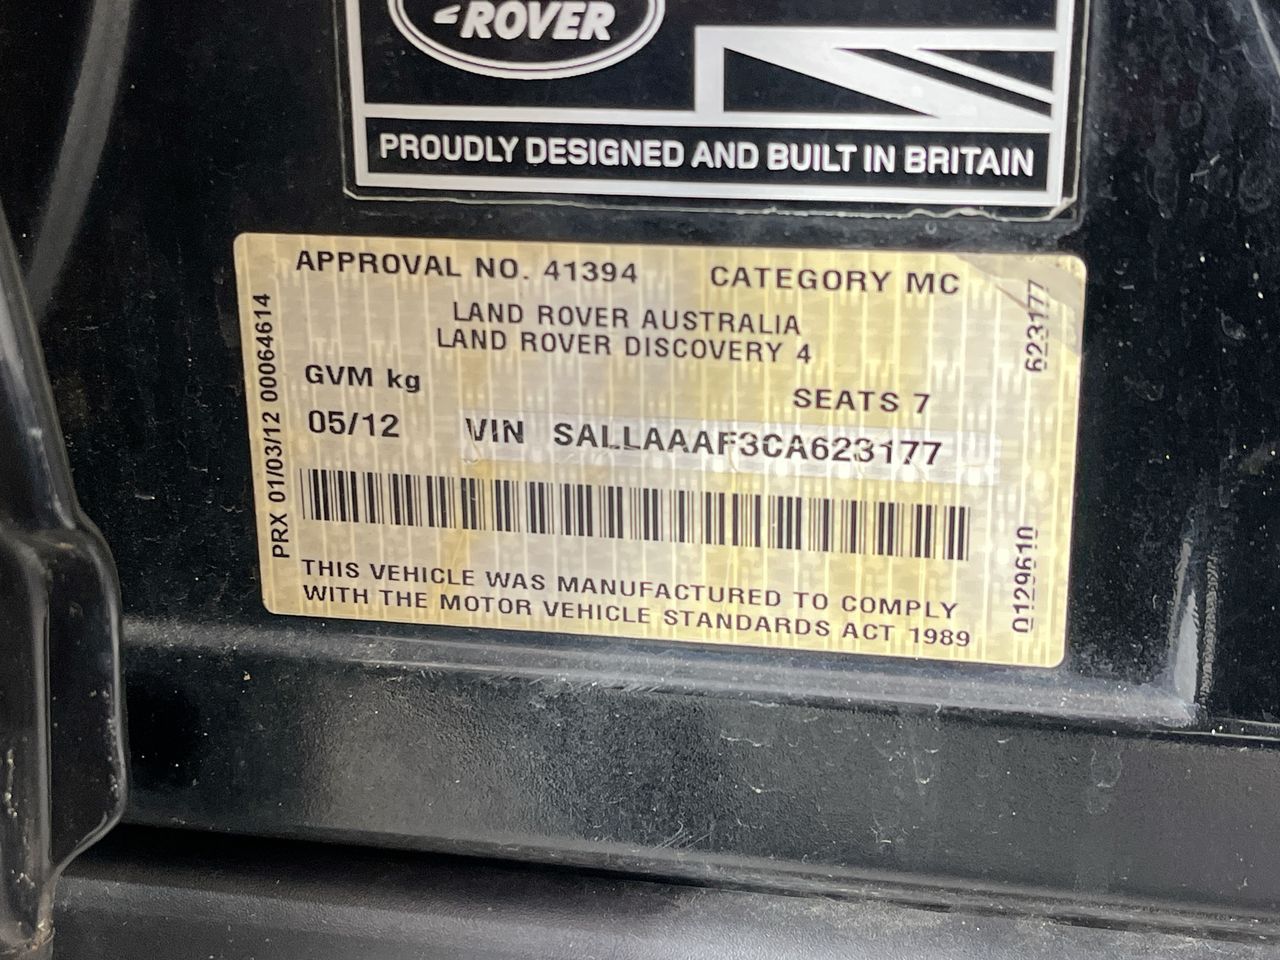 ROVER
PROUDLY DESIGNED AND BUILT IN BRITAIN
APPROVAL NO. 41394 CATEGORY MC
LAND ROVER AUSTRALIA
LAND ROVER DISCOVERY 4
GVM kg
SEATS 7
05/12 VIN SALLAAAF3CA623177
THIS VEHICLE WAS MANUFACTURED TO COMPLY
WITH THE MOTOR VEHICLE STANDARDS ACT 1989
PRX 01/03/12 00064614
623177
0129610